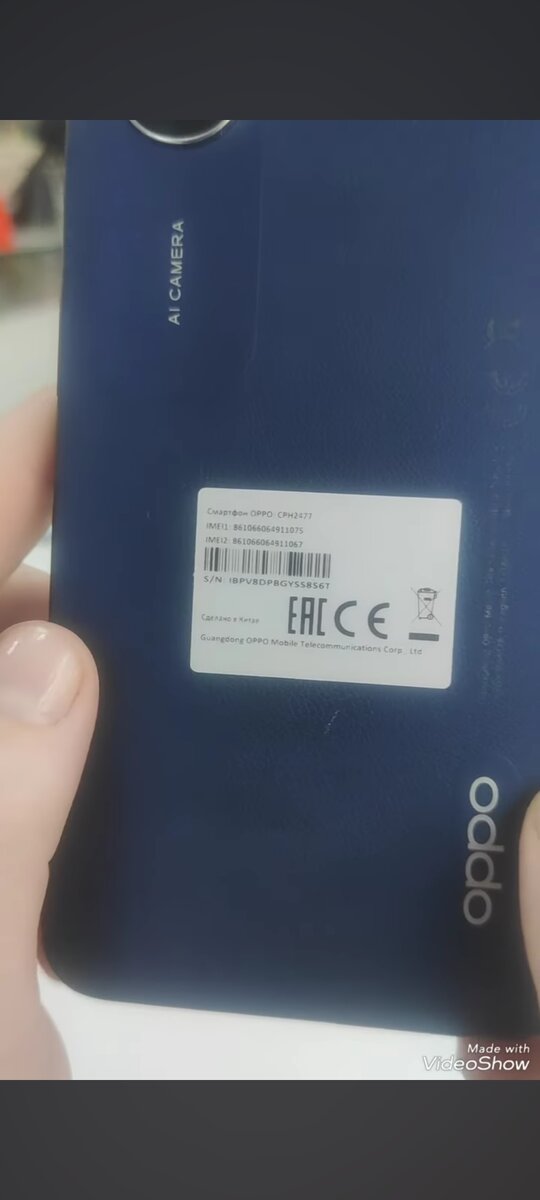 AI CAMERA
Смартфон OPPO: CPH2477
IMEI1: 861066064911075
IMEI2: 861066064911067
S/N: IBPV8DPBGYSS8S6T
Сделано в Китае
EAC CE
Guangdong OPPO Mobile Telecommunications Corp., Ltd
oppo
Made with
VideoShow